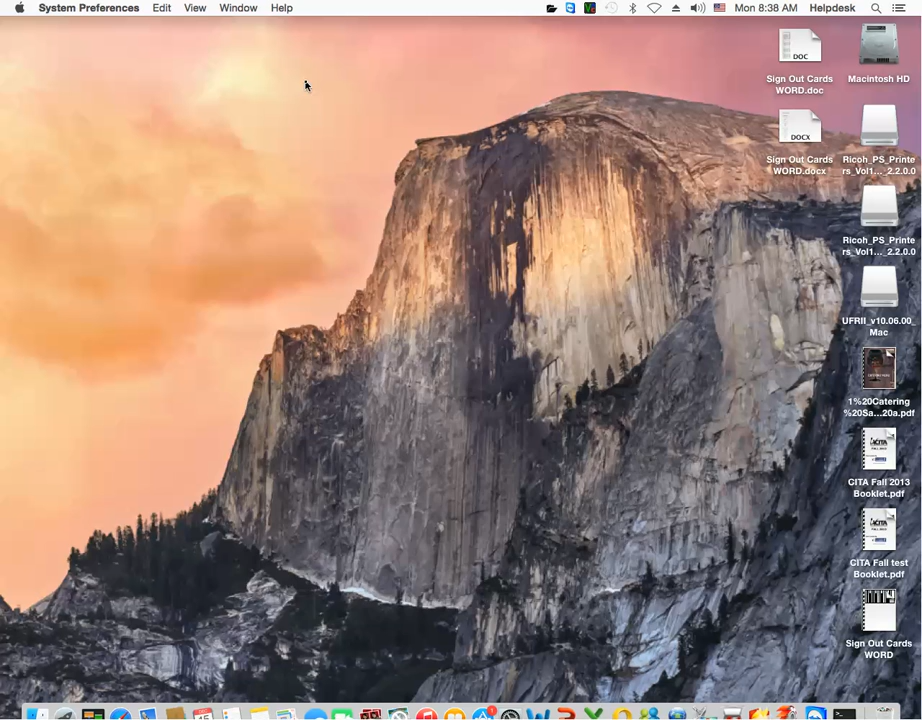 System Preferences Edit View Window Help Mon 8:38 AM Helpdesk
Sign Out Cards
WORD.doc
DOC
Macintosh HD
Sign Out Cards
WORD.docx
DOCX
Ricoh_PS_Printe
rs_Vol1..._2.2.0.0
Ricoh_PS_Printe
rs_Vol1..._2.2.0.0
UFRII_v10.06.00_
Mac
1%20Catering
%20Sa...20a.pdf
CITA
CITA Fall 2013
Booklet.pdf
CITA
CITA Fall test
Booklet.pdf
Sign Out Cards
WORD
1